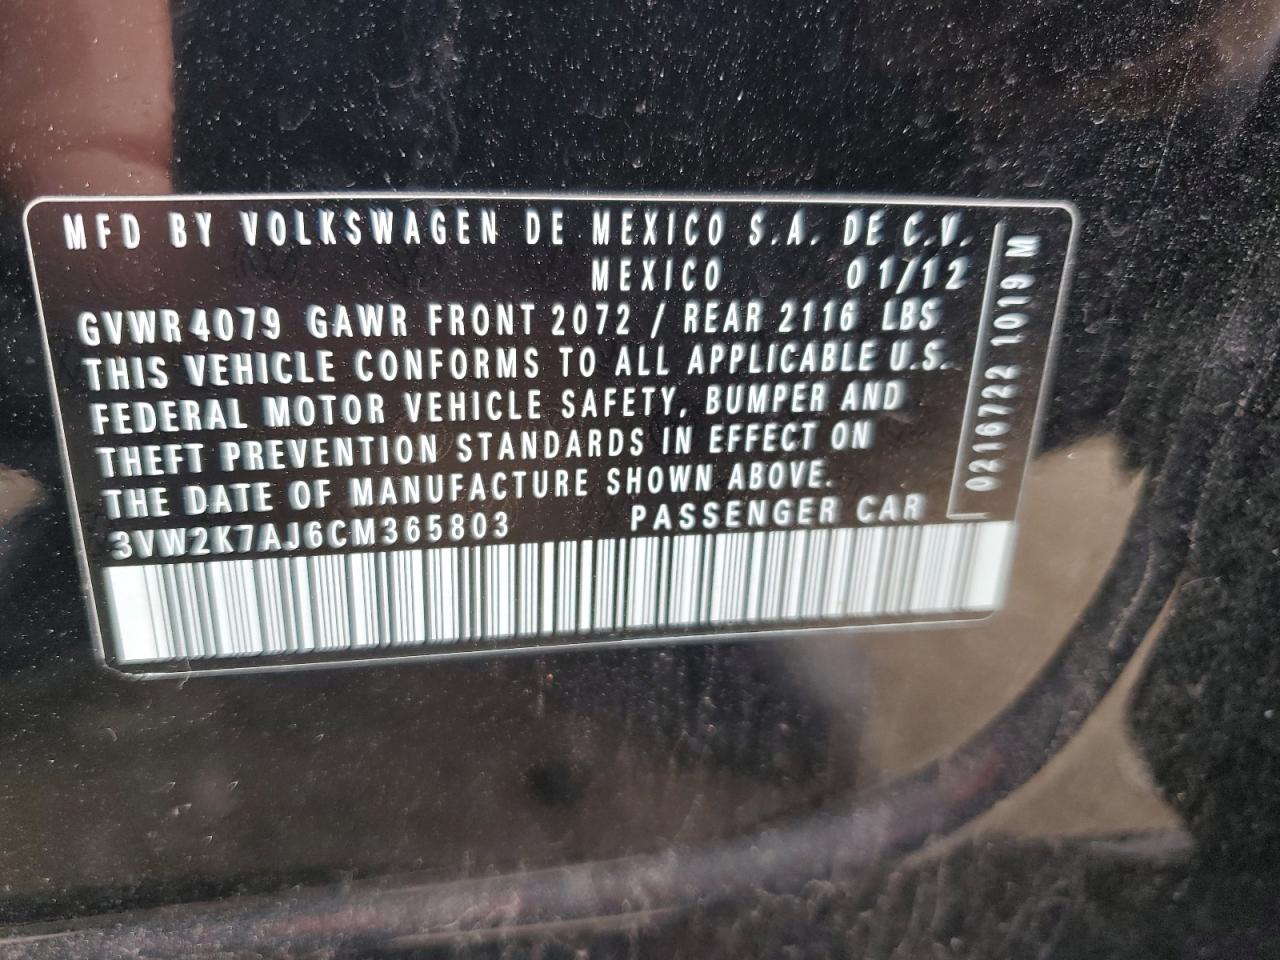 MFD BY VOLKSWAGEN DE MEXICO S.A. DE C.V.
MEXICO 01/12
GVWR 4079 GAWR FRONT 2072 / REAR 2116 LBS
THIS VEHICLE CONFORMS TO ALL APPLICABLE U.S.
FEDERAL MOTOR VEHICLE SAFETY, BUMPER AND
THEFT PREVENTION STANDARDS IN EFFECT ON
THE DATE OF MANUFACTURE SHOWN ABOVE.
3VW2K7AJ6CM365803 PASSENGER CAR
0216722 1019 M